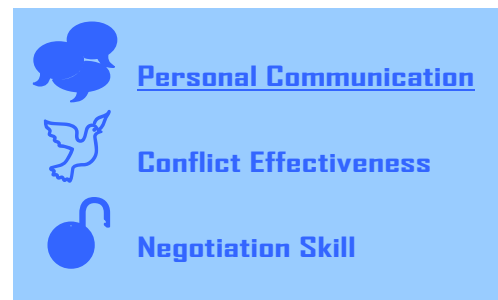 Personal Communication
Conflict Effectiveness
Negotiation Skill